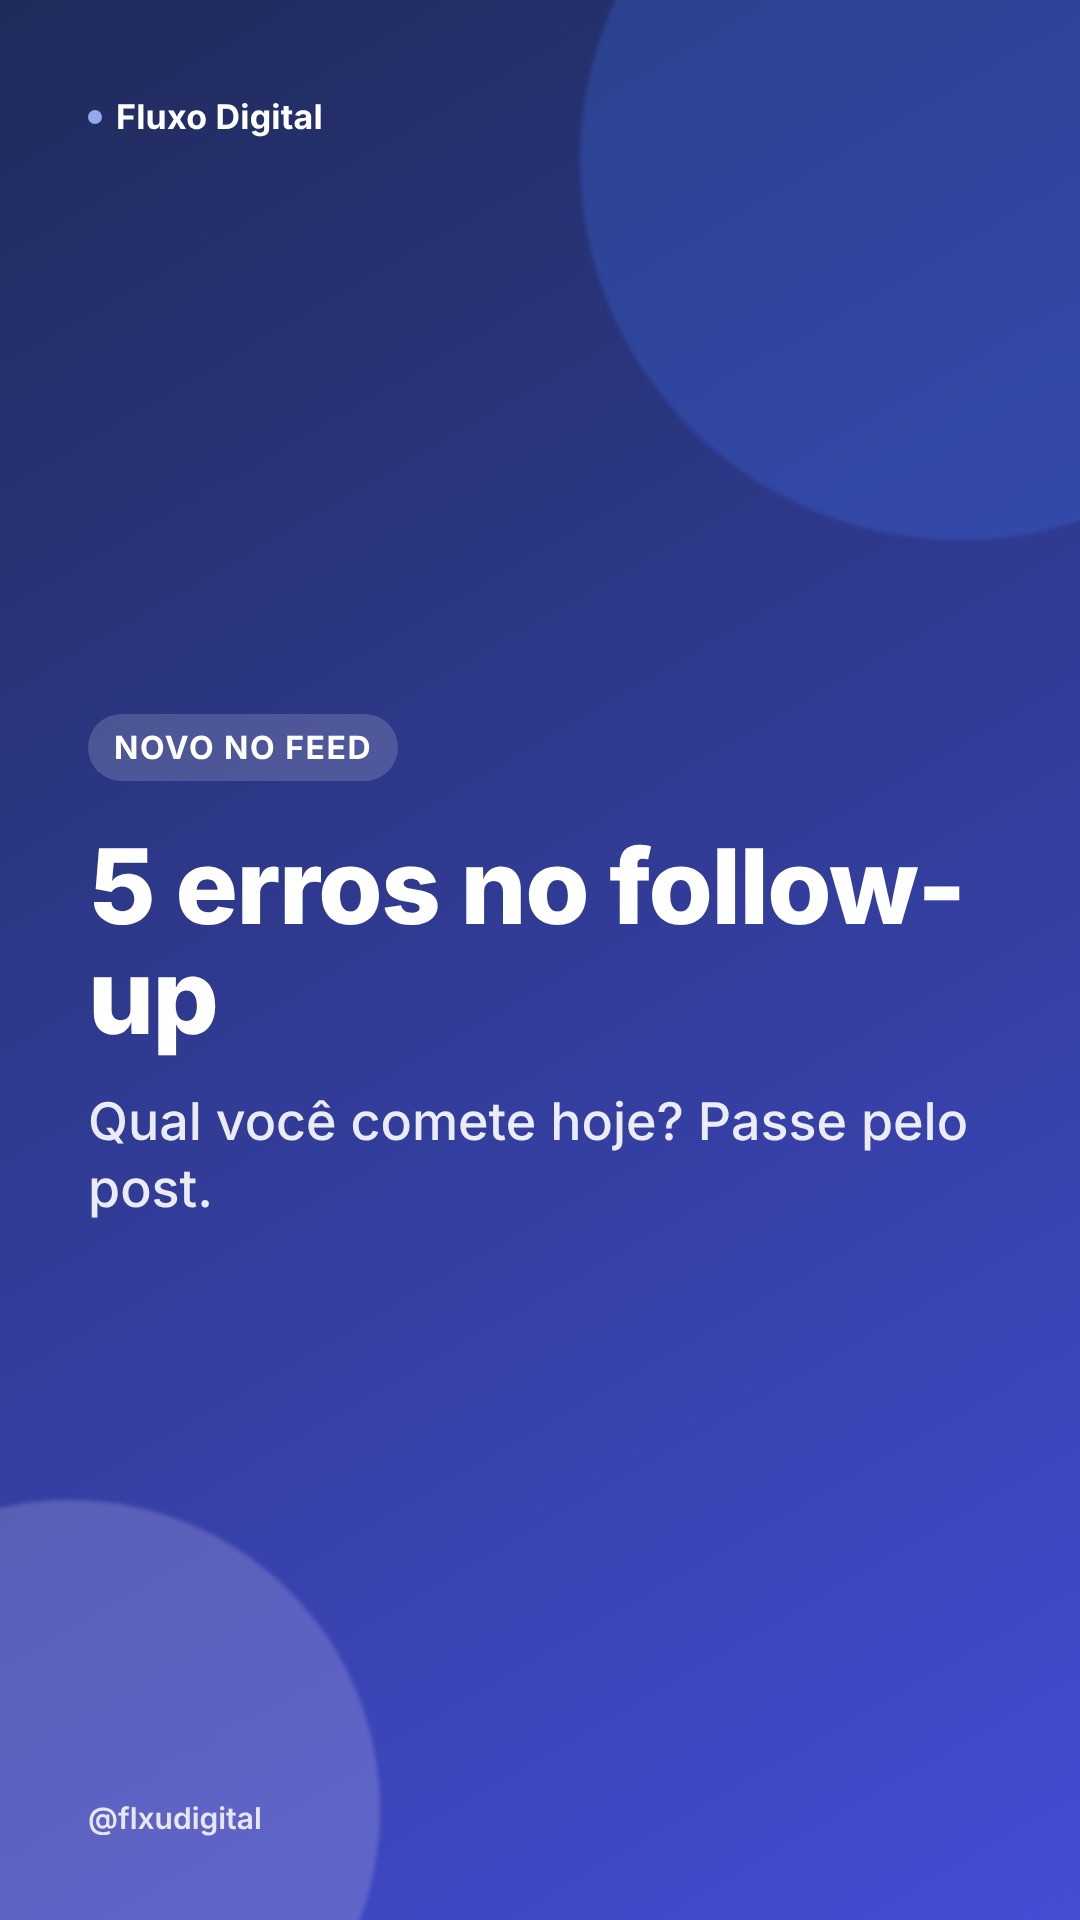 Fluxo Digital
NOVO NO FEED
5 erros no follow-
up
Qual você comete hoje? Passe pelo
post.
@flxudigital